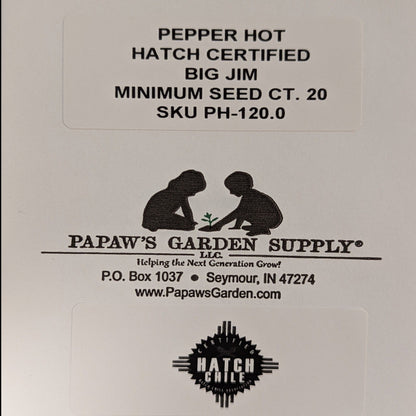 PEPPER HOT
HATCH CERTIFIED
BIG JIM
MINIMUM SEED CT. 20
SKU PH-120.0
PAPAW'S GARDEN SUPPLY®
LLC.
Helping the Next Generation Grow!
P.O. Box 1037 • Seymour, IN 47274
www.PapawsGarden.com
CERTIFIED
HATCH
CHILE